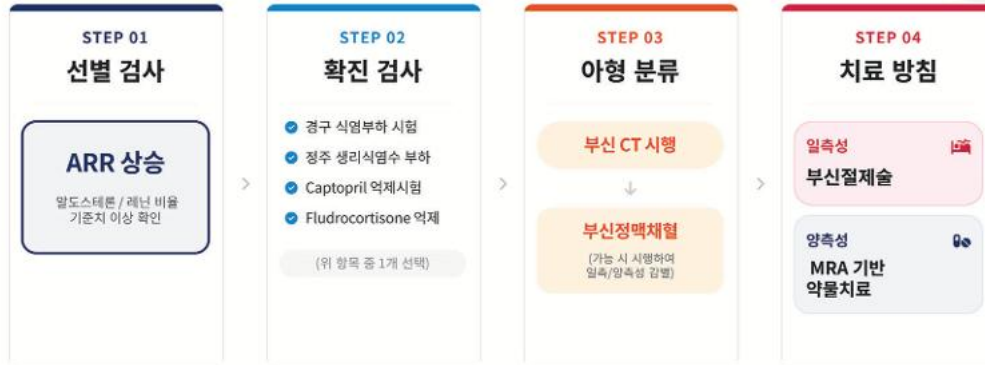 STEP 01
선별 검사
ARR 상승
알도스테론 / 레닌 비율
기준치 이상 확인
STEP 02
확진 검사
경구 식염부하 시험
정주 생리식염수 부하
Captopril 억제시험
Fludrocortisone 억제
(위 항목 중 1개 선택)
STEP 03
아형 분류
부신 CT 시행
부신정맥채혈
(가능 시 시행하여
일측/양측성 감별)
STEP 04
치료 방침
일측성
부신절제술
양측성
MRA 기반
약물치료